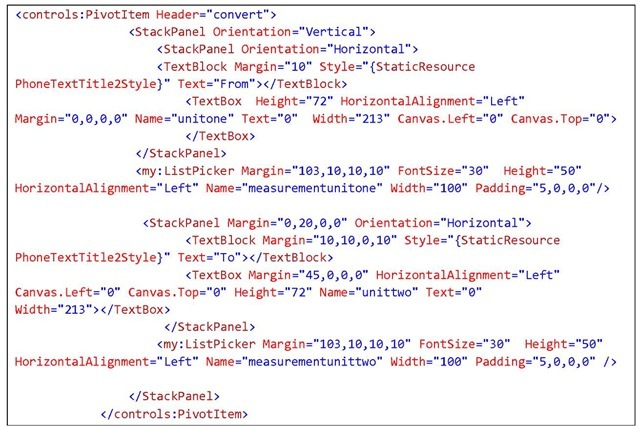 <controls:PivotItem Header="convert">
<StackPanel Orientation="Vertical">
<StackPanel Orientation="Horizontal">
<TextBlock Margin="10" Style="{StaticResource
PhoneTextTitle2Style}" Text="From"></TextBlock>
<TextBox  Height="72" HorizontalAlignment="Left"
Margin="0,0,0,0" Name="unitone" Text="0"  Width="213" Canvas.Left="0" Canvas.Top="0">
</TextBox>
</StackPanel>
<my:ListPicker Margin="103,10,10,10" FontSize="30"  Height="50"
HorizontalAlignment="Left" Name="measurementunitone" Width="100" Padding="5,0,0,0"/>
<StackPanel Margin="0,20,0,0" Orientation="Horizontal">
<TextBlock Margin="10,10,0,10" Style="{StaticResource
PhoneTextTitle2Style}" Text="To"></TextBlock>
<TextBox Margin="45,0,0,0" HorizontalAlignment="Left"
Canvas.Left="0" Canvas.Top="0" Height="72" Name="unittwo" Text="0"
Width="213"></TextBox>
</StackPanel>
<my:ListPicker Margin="103,10,10,10" FontSize="30"  Height="50"
HorizontalAlignment="Left" Name="measurementunittwo" Width="100" Padding="5,0,0,0" />
</StackPanel>
</controls:PivotItem>